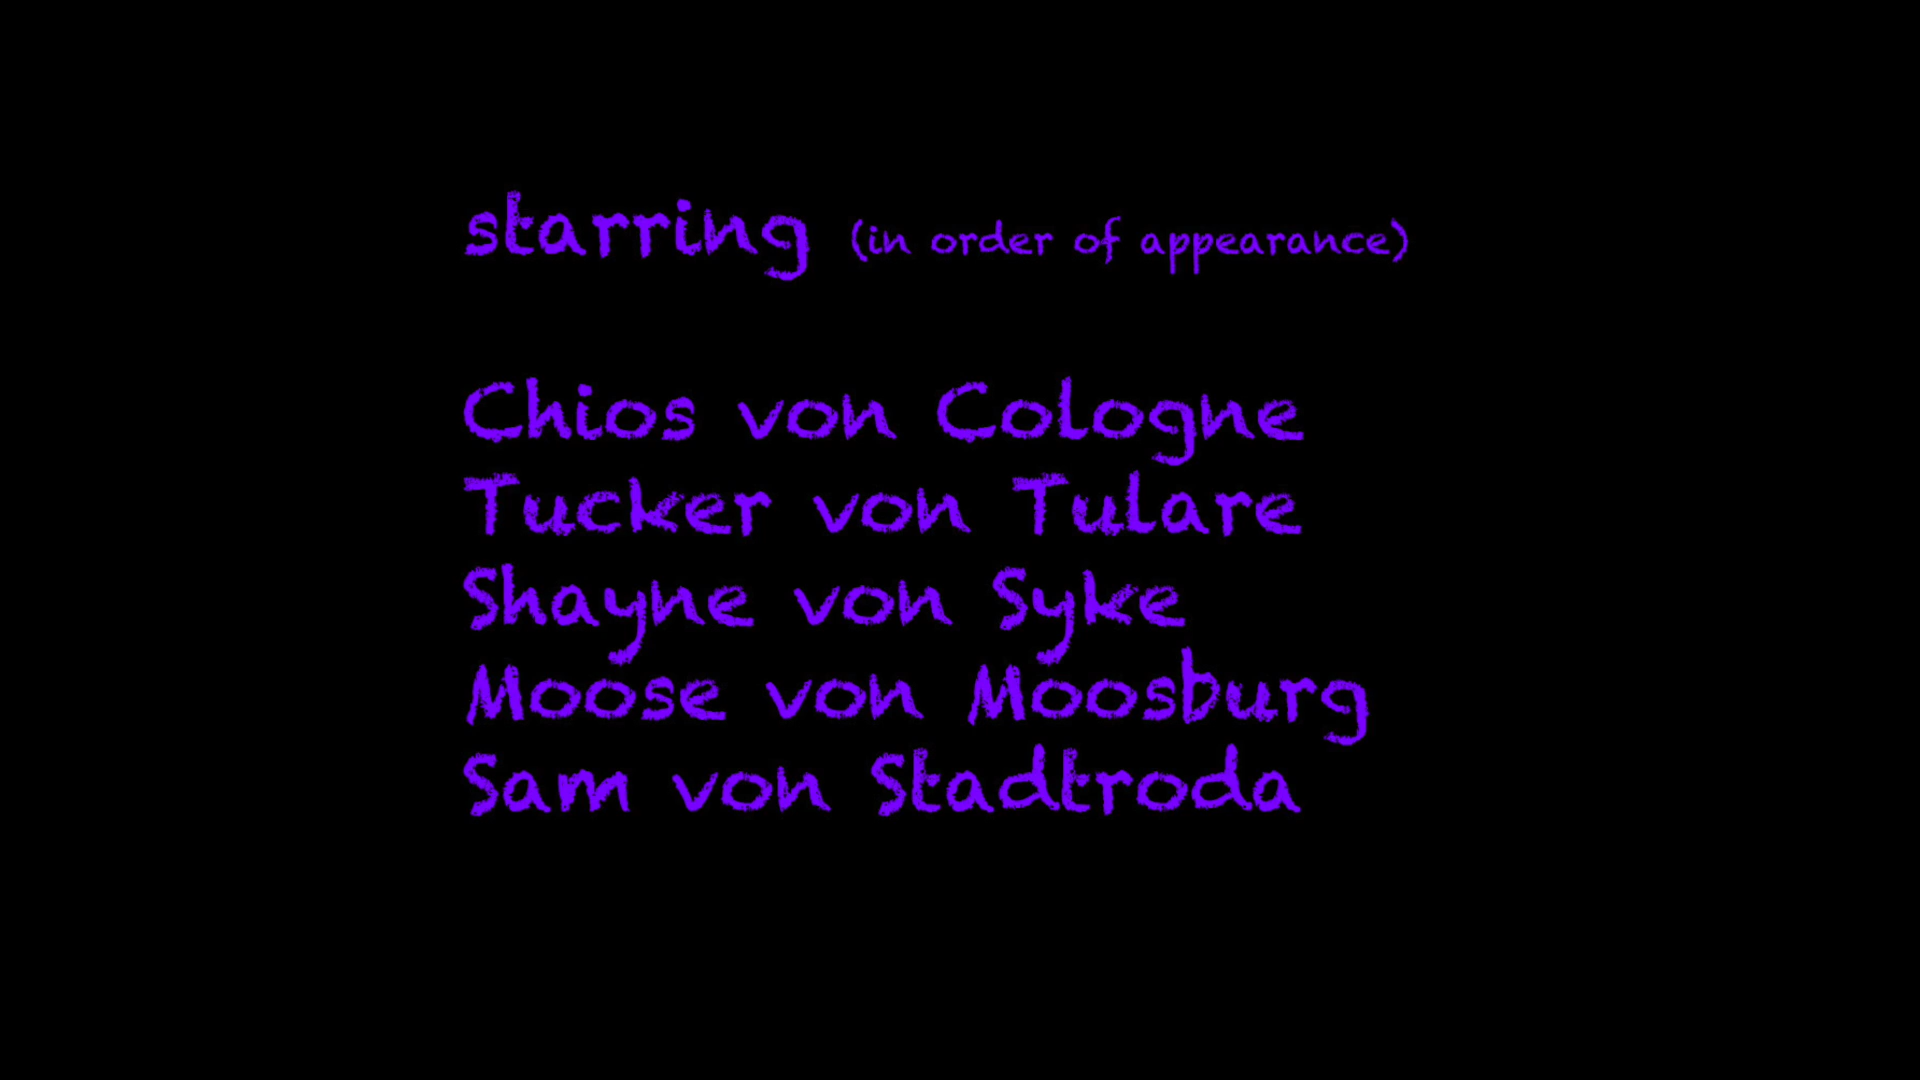 starring (in order of appearance)
Chios von Cologne
Tucker von Tulare
Shayne von Syke
Moose von Moosburg
Sam von Stadtroda